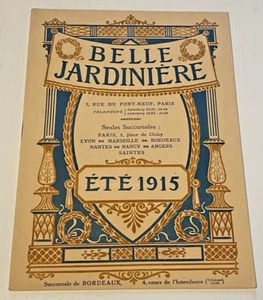 BELLE
JARDINIÈRE
2, RUE DU PONT-NEUF, PARIS
TÉLÉPHONE
Seules Succursales :
PARIS, 1, place de Clichy
LYON MARSEILLE BORDEAUX
NANTES NANCY ANGERS
SAINTES
ÉTÉ 1915
Succursale de BORDEAUX, 4, cours de l'Intendance